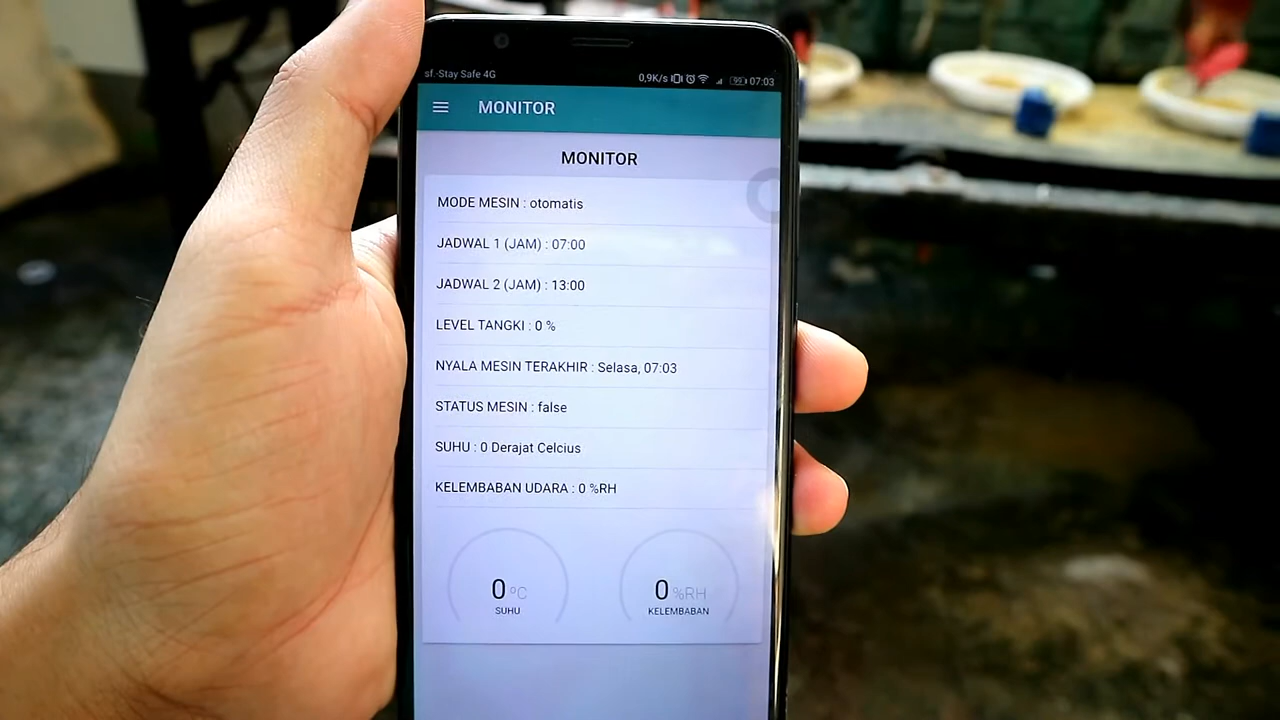 sf.-Stay Safe 4G 0,9K/s 99 07:03
MONITOR
MONITOR
MODE MESIN : otomatis
JADWAL 1 (JAM) : 07:00
JADWAL 2 (JAM) : 13:00
LEVEL TANGKI : 0 %
NYALA MESIN TERAKHIR : Selasa, 07:03
STATUS MESIN : false
SUHU : 0 Derajat Celcius
KELEMBABAN UDARA : 0 %RH
0 °C
SUHU
0 %RH
KELEMBABAN